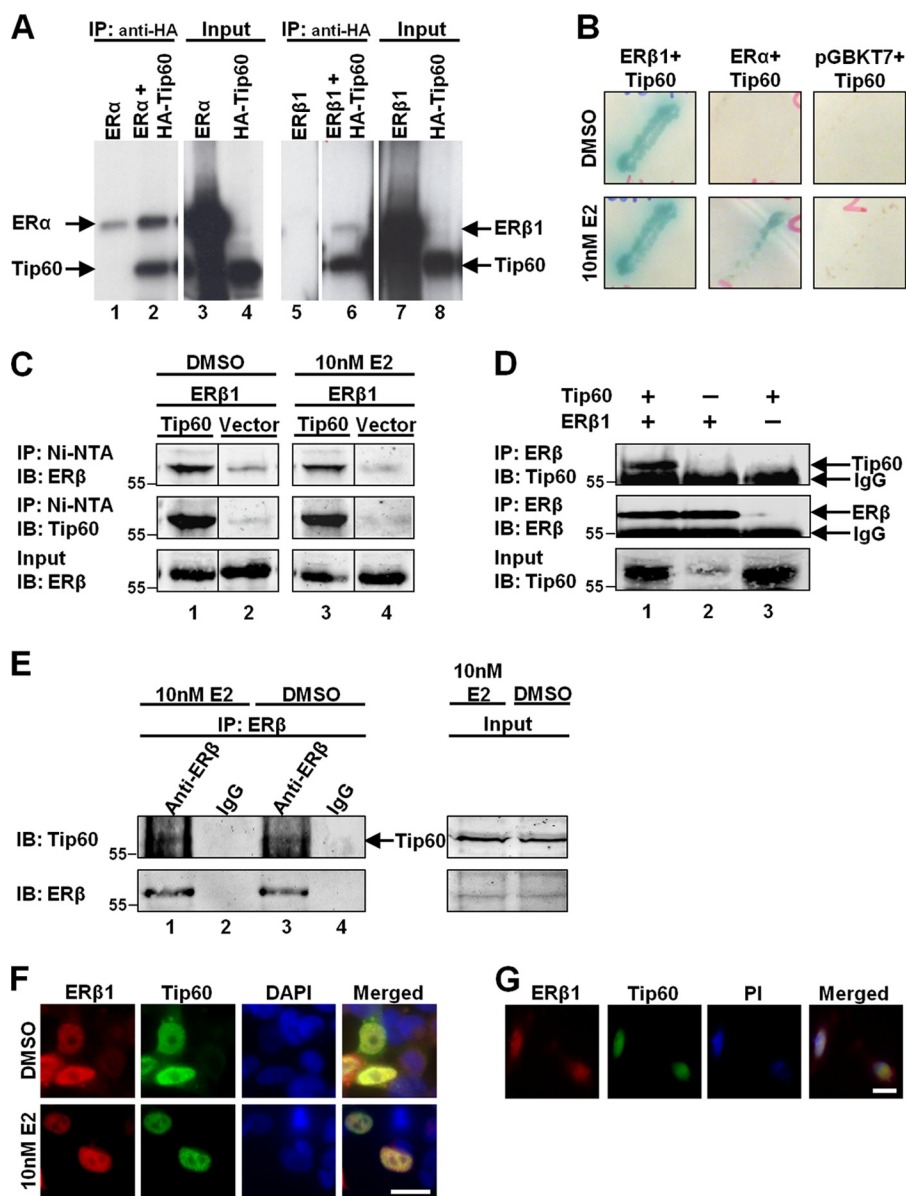 A
IP: anti-HA Input IP: anti-HA Input
ERα
ERα +
HA-Tip60
ERα
HA-Tip60
ERβ1
ERβ1 +
HA-Tip60
ERβ1
HA-Tip60
ERα
Tip60
ERβ1
Tip60
1 2 3 4 5 6 7 8
B
ERβ1+ ERα+ pGBKT7+
Tip60 Tip60 Tip60
DMSO
10nM E2
C
DMSO 10nM E2
ERβ1 ERβ1
Tip60 Vector Tip60 Vector
IP: Ni-NTA
IB: ERβ
55
IP: Ni-NTA
IB: Tip60
55
Input
IB: ERβ
55
1 2 3 4
D
Tip60 + − +
ERβ1 + + −
IP: ERβ
IB: Tip60
55
Tip60
IgG
IP: ERβ
IB: ERβ
55
ERβ
IgG
Input
IB: Tip60
55
1 2 3
E
10nM E2 DMSO
IP: ERβ
Anti-ERβ IgG Anti-ERβ IgG
10nM
E2 DMSO
Input
IB: Tip60
55
Tip60
IB: ERβ
55
1 2 3 4
F
ERβ1 Tip60 DAPI Merged
DMSO
10nM E2
G
ERβ1 Tip60 PI Merged